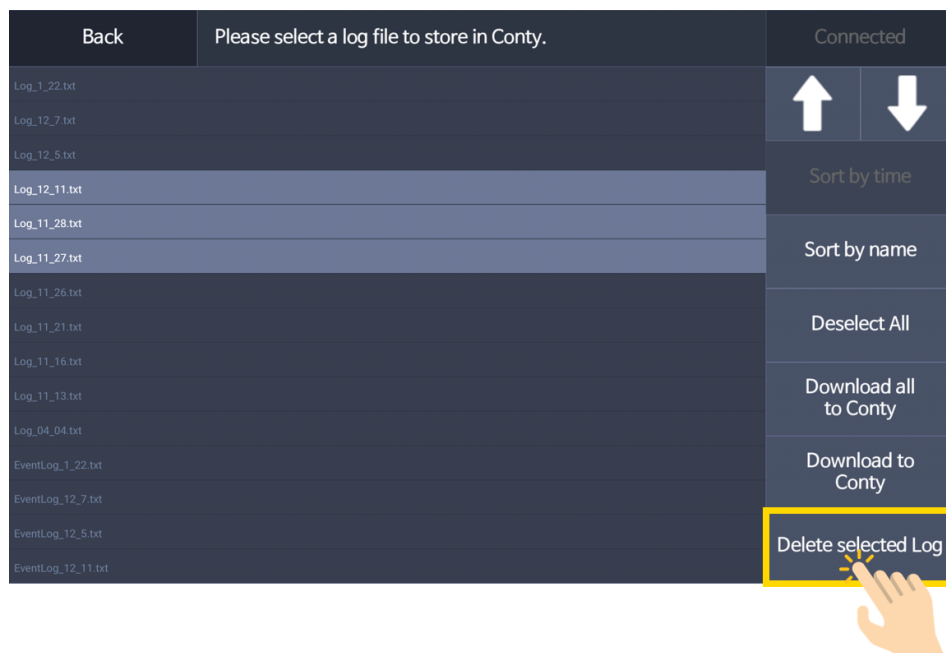 Back
Please select a log file to store in Conty.
Connected
Log_1_22.txt
Log_12_7.txt
Log_12_5.txt
Log_12_11.txt
Log_11_28.txt
Log_11_27.txt
Log_11_26.txt
Log_11_21.txt
Log_11_16.txt
Log_11_13.txt
Log_04_04.txt
EventLog_1_22.txt
EventLog_12_7.txt
EventLog_12_5.txt
EventLog_12_11.txt
Sort by time
Sort by name
Deselect All
Download all
to Conty
Download to
Conty
Delete selected Log